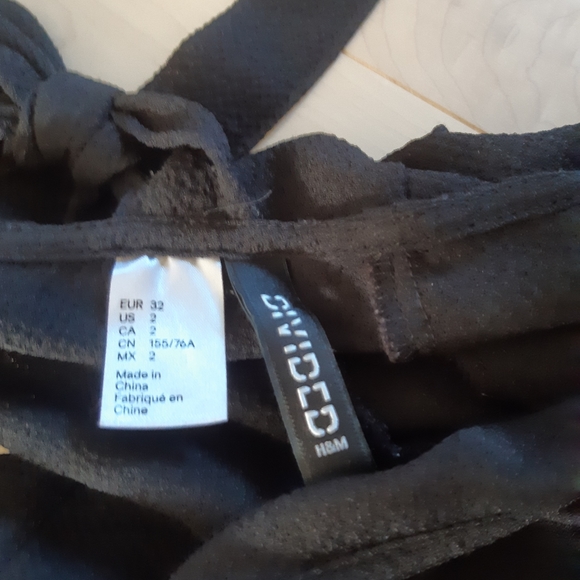 EUR 32
US 2
CA 2
CN 155/76A
MX 2
Made in
China
Fabriqué en
Chine
DIVIDED
H&M